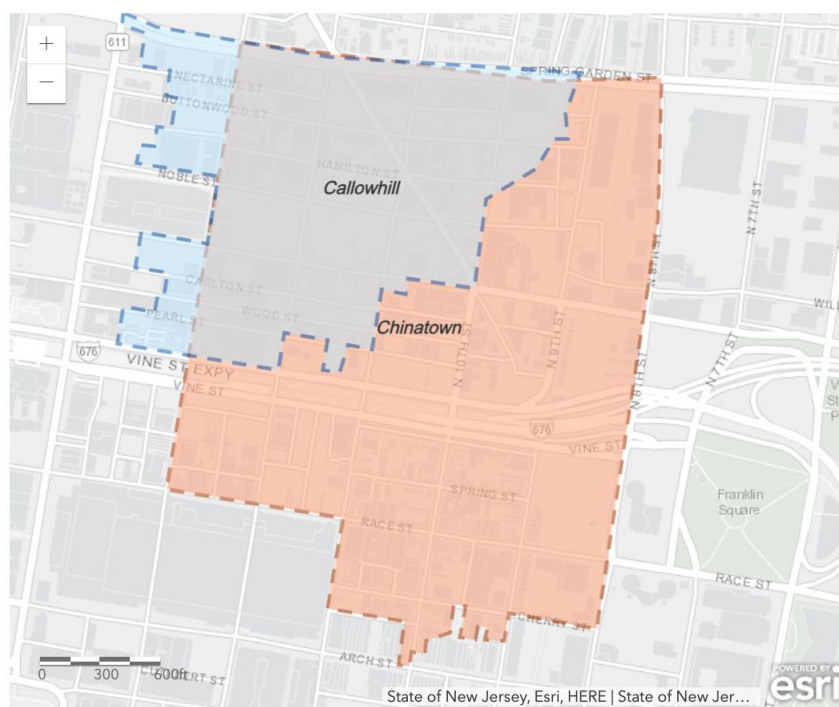 +
611
SPRING GARDEN ST
−
NECTARINE ST
BUTTONWOOD ST
HAMILTON ST
NOBLE ST
Callowhill
N 7TH ST
N 8TH ST
CARLTON ST
PEARL ST
WOOD ST
Chinatown
N 10TH ST
N 9TH ST
N 7TH ST
676
VINE ST EXPY
VINE ST
N 8TH ST
676
VINE ST
SPRING ST
Franklin
Square
RACE ST
RACE ST
CHERRY ST
ARCH ST
0 300 600ft
POWERED BY
esri
State of New Jersey, Esri, HERE | State of New Jer...